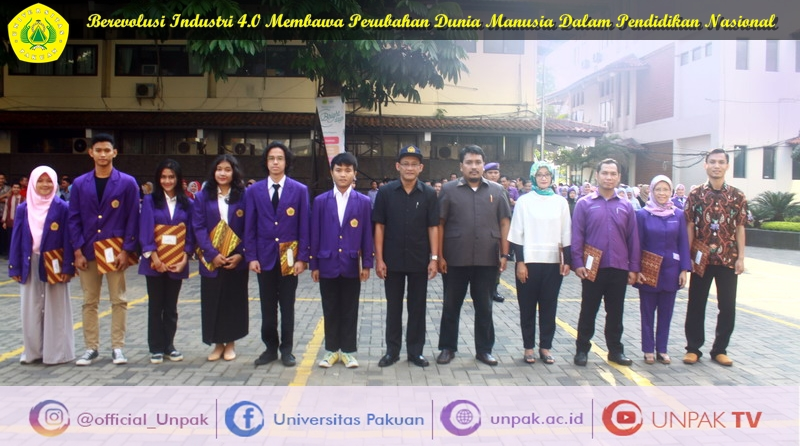 Berevolusi Industri 4.0 Membawa Perubahan Dunia Manusia Dalam Pendidikan Nasional
@official_Unpak
Universitas Pakuan
unpak.ac.id
UNPAK TV